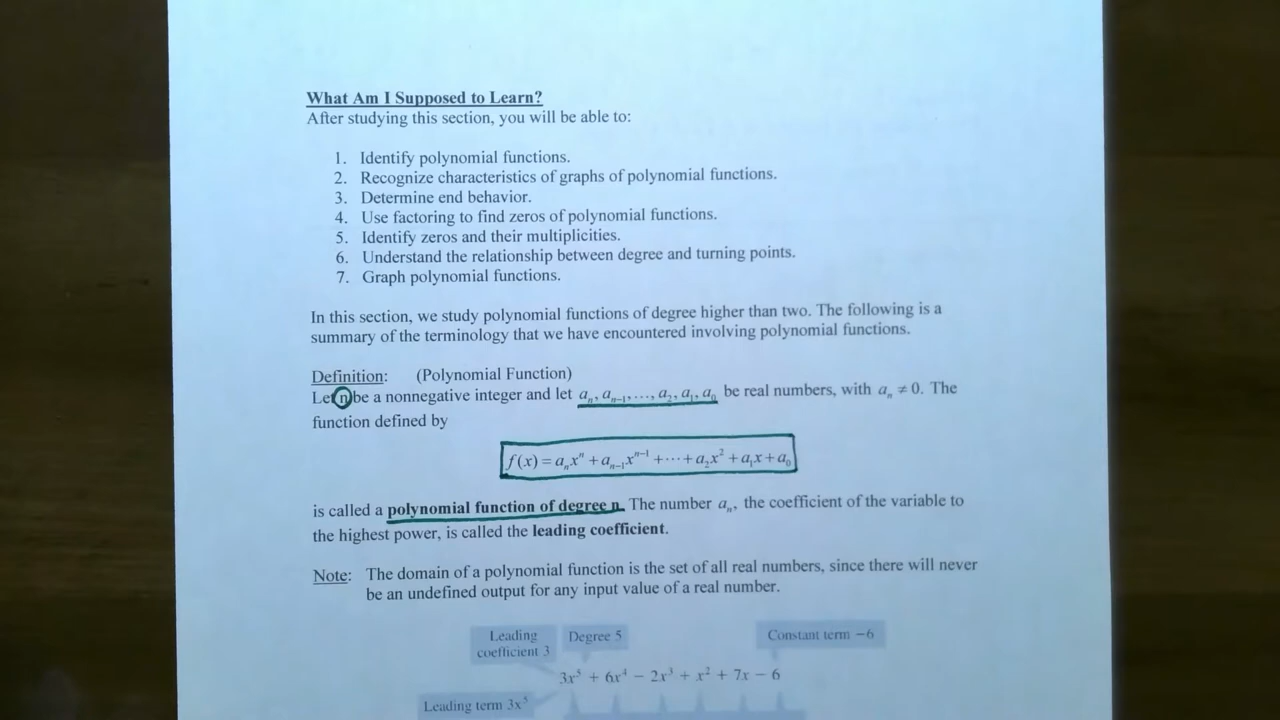 What Am I Supposed to Learn?
After studying this section, you will be able to:
1. Identify polynomial functions.
2. Recognize characteristics of graphs of polynomial functions.
3. Determine end behavior.
4. Use factoring to find zeros of polynomial functions.
5. Identify zeros and their multiplicities.
6. Understand the relationship between degree and turning points.
7. Graph polynomial functions.
In this section, we study polynomial functions of degree higher than two. The following is a
summary of the terminology that we have encountered involving polynomial functions.
Definition: (Polynomial Function)
Let n be a nonnegative integer and let aₙ, aₙ₋₁, …, a₂, a₁, a₀ be real numbers, with aₙ ≠ 0. The
function defined by
f(x) = aₙxⁿ + aₙ₋₁xⁿ⁻¹ + ⋯ + a₂x² + a₁x + a₀
is called a polynomial function of degree n. The number aₙ, the coefficient of the variable to
the highest power, is called the leading coefficient.
Note: The domain of a polynomial function is the set of all real numbers, since there will never
be an undefined output for any input value of a real number.
Leading coefficient 3
Degree 5
Constant term −6
3x⁵ + 6x⁴ − 2x³ + x² + 7x − 6
Leading term 3x⁵